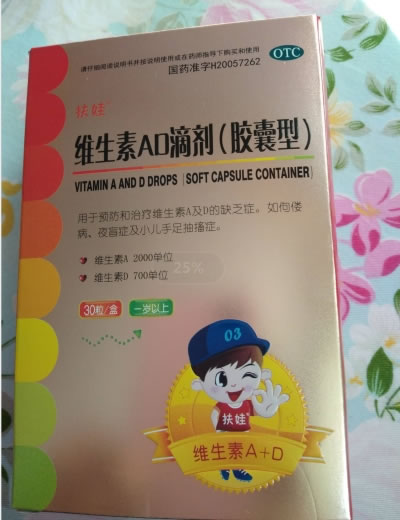 请仔细阅读说明书并按说明使用或在药师指导下购买和使用
OTC
国药准字H20057262
扶娃
维生素AD滴剂（胶囊型）
VITAMIN A AND D DROPS (SOFT CAPSULE CONTAINER)
用于预防和治疗维生素A及D的缺乏症。如佝偻
病、夜盲症及小儿手足抽搐症。
维生素A 2000单位
维生素D 700单位
25%
30粒/盒
一岁以上
03
扶娃
维生素A+D